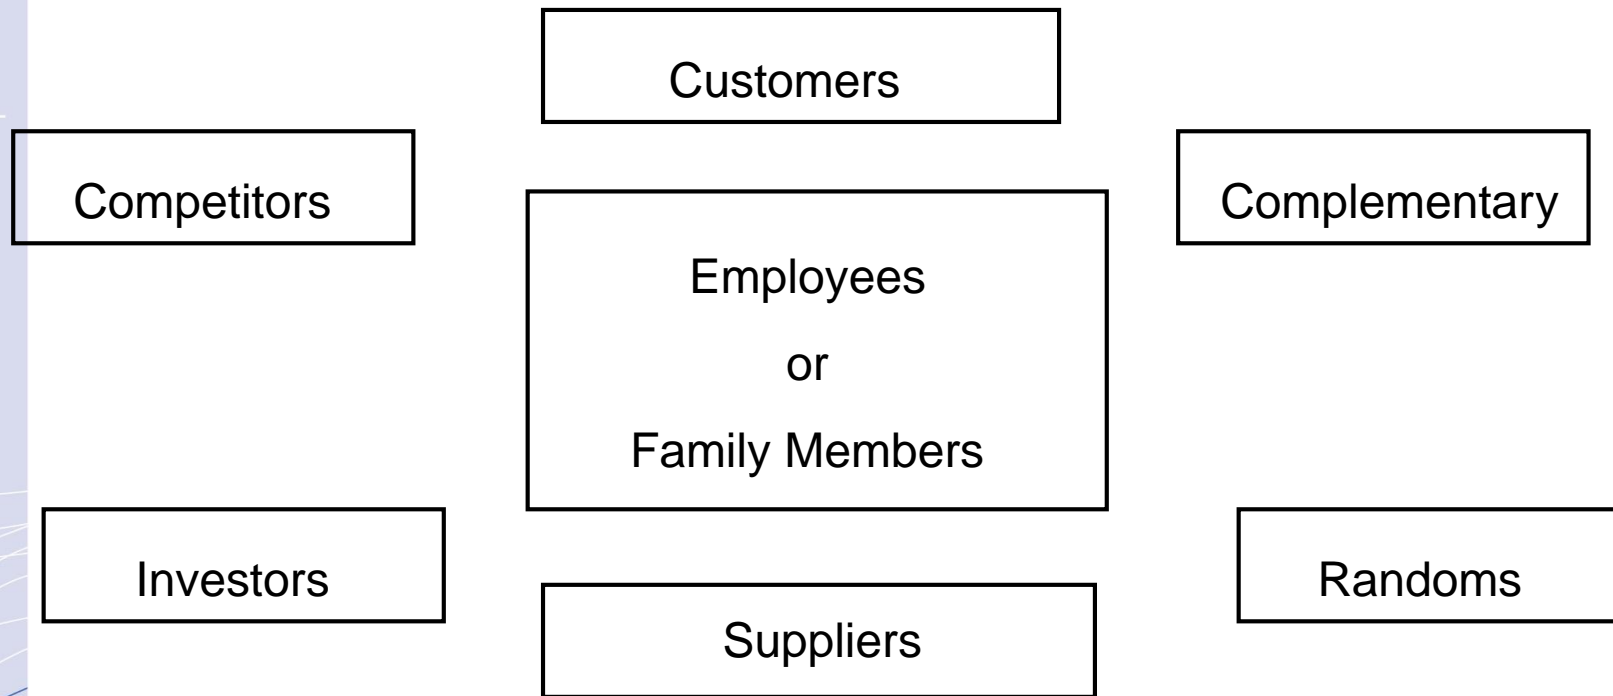 Customers
Competitors
Complementary
Employees
or
Family Members
Investors
Randoms
Suppliers